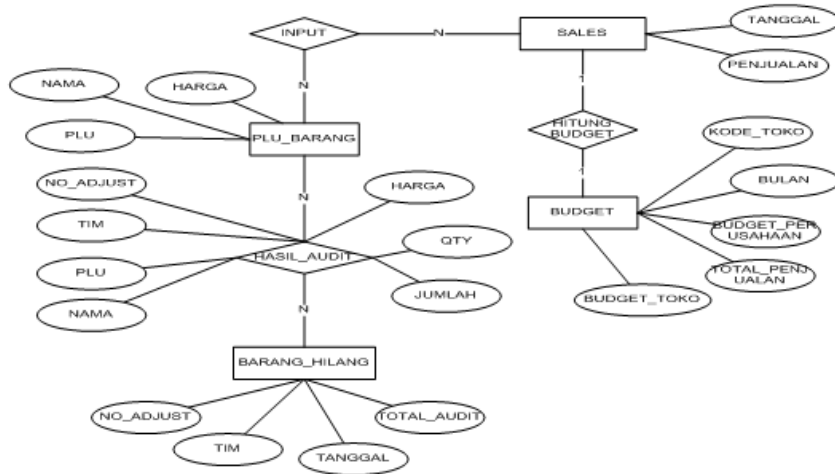 TANGGAL
INPUT
N
SALES
PENJUALAN
NAMA
HARGA
N
1
PLU
PLU_BARANG
HITUNG
BUDGET
KODE_TOKO
NO_ADJUST
N
HARGA
1
BULAN
TIM
BUDGET
QTY
BUDGET_PER
USAHAAN
PLU
HASIL_AUDIT
TOTAL_PENJ
UALAN
NAMA
JUMLAH
BUDGET_TOKO
N
BARANG_HILANG
NO_ADJUST
TOTAL_AUDIT
TIM
TANGGAL